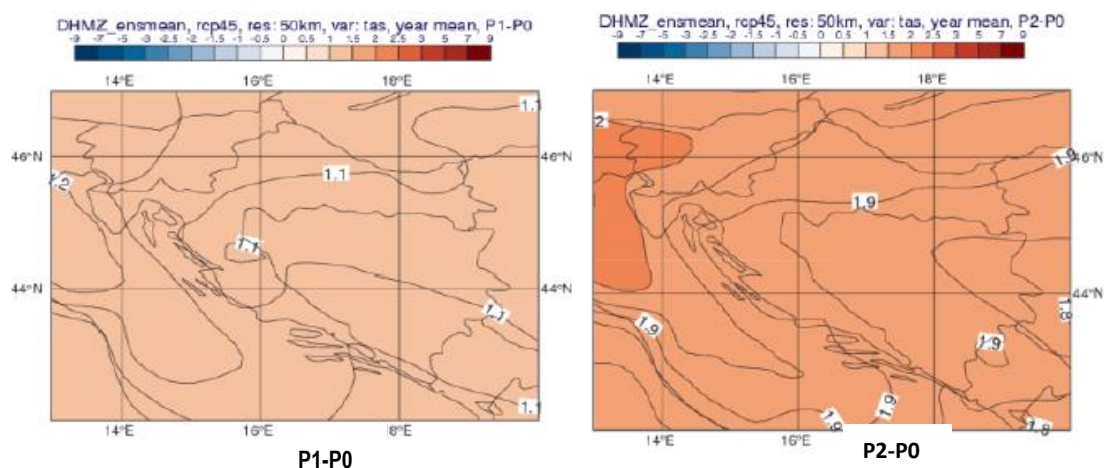 DHMZ_ensmean, rcp45, res: 50km, var: tas, year mean, P1-P0
-9 -7 -5 -3 -2.5 -2 -1.5 -1 -0.5 0 0.5 1 1.5 2 2.5 3 5 7 9
14°E 16°E
1.1
46°N
1.2
1.1
1.1
44°N
1.1
1.1
14°E 16°E 18°E
P1-P0
DHMZ_ensmean, rcp45, res: 50km, var: tas, year mean, P2-P0
-9 -7 -5 -3 -2.5 -2 -1.5 -1 -0.5 0 0.5 1 1.5 2 2.5 3 5 7 9
14°E 16°E 18°E
2
46°N
1.9
1.9
44°N
1.8
1.9
1.9
1.9
1.9
1.8
14°E 16°E
P2-P0